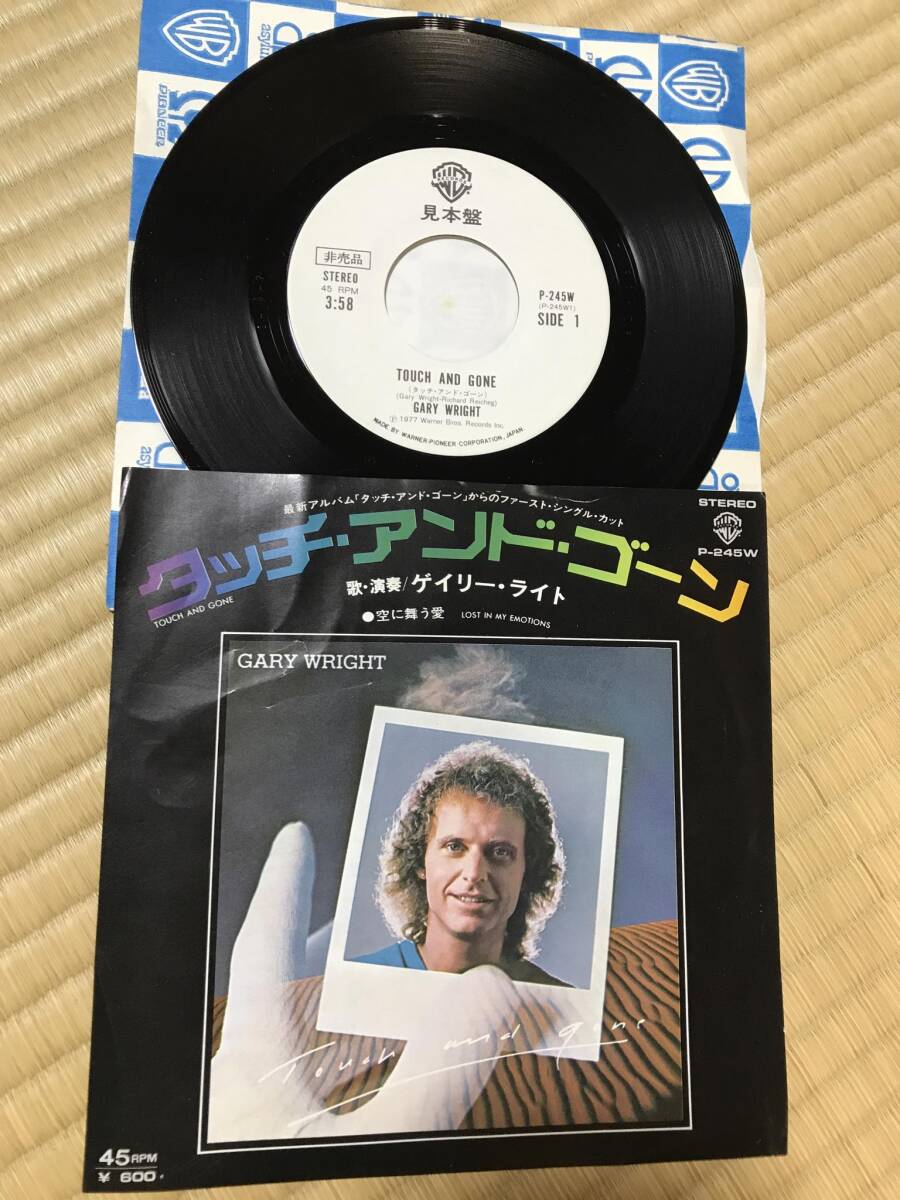 WB
asylum
PIONEER
WB
RECORDS
見本盤
非売品
STEREO
45 RPM
3:58
P-245W
(P-245W1)
SIDE 1
TOUCH AND GONE
(タッチ・アンド・ゴーン)
(Gary Wright-Richard Reicheg)
GARY WRIGHT
Ⓟ 1977 Warner Bros. Records Inc.
MADE BY WARNER-PIONEER CORPORATION, JAPAN.
最新アルバム「タッチ・アンド・ゴーン」からのファースト・シングル・カット
STEREO
P-245W
タッチ・アンド・ゴーン
TOUCH AND GONE
歌・演奏/ゲイリー・ライト
●空に舞う愛 LOST IN MY EMOTIONS
GARY WRIGHT
Touch and gone
45RPM
¥ 600